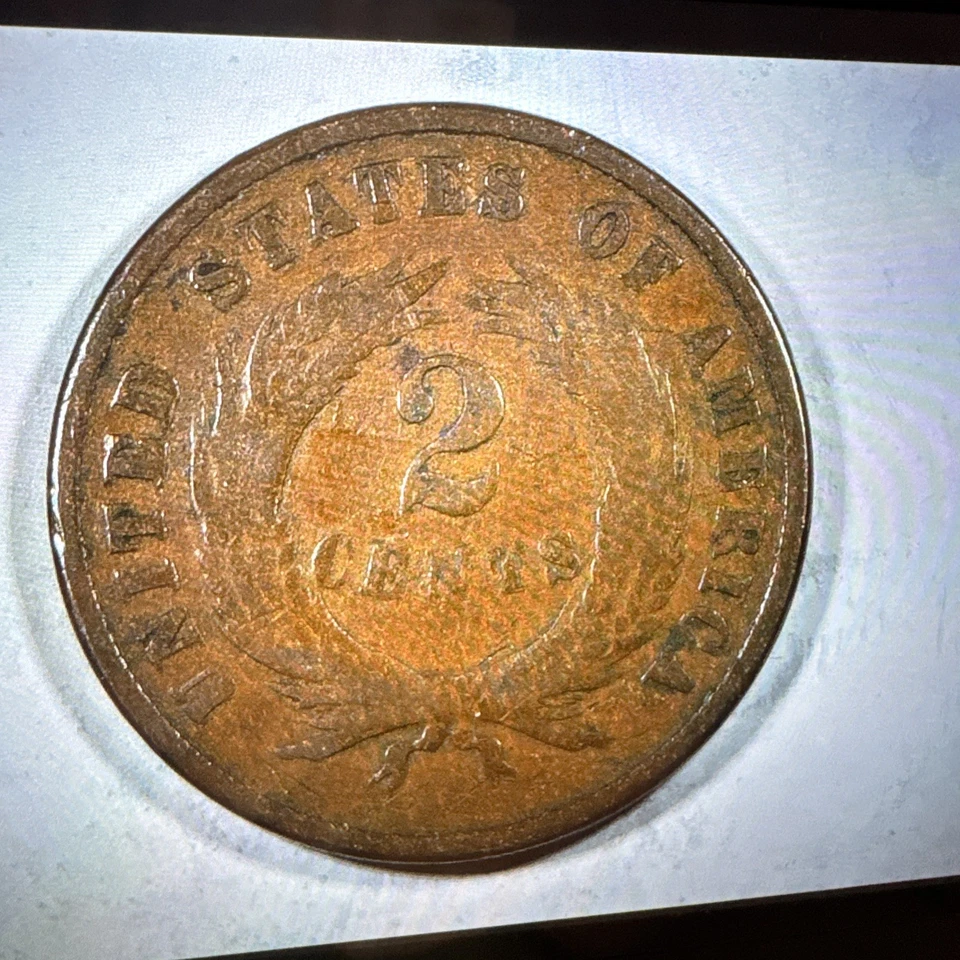 UNITED STATES OF AMERICA
2
CENTS